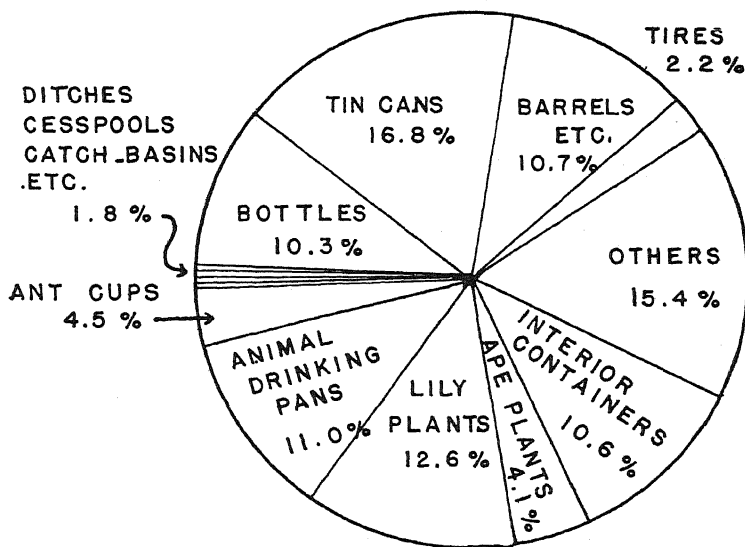 TIRES
2.2%
DITCHES
CESSPOOLS
CATCH-BASINS
.ETC.
1.8%
TIN CANS
16.8%
BARRELS
ETC.
10.7%
BOTTLES
10.3%
OTHERS
15.4%
ANT CUPS
4.5%
ANIMAL
DRINKING
PANS
11.0%
LILY
PLANTS
12.6%
APE PLANTS
4.1%
INTERIOR
CONTAINERS
10.6%